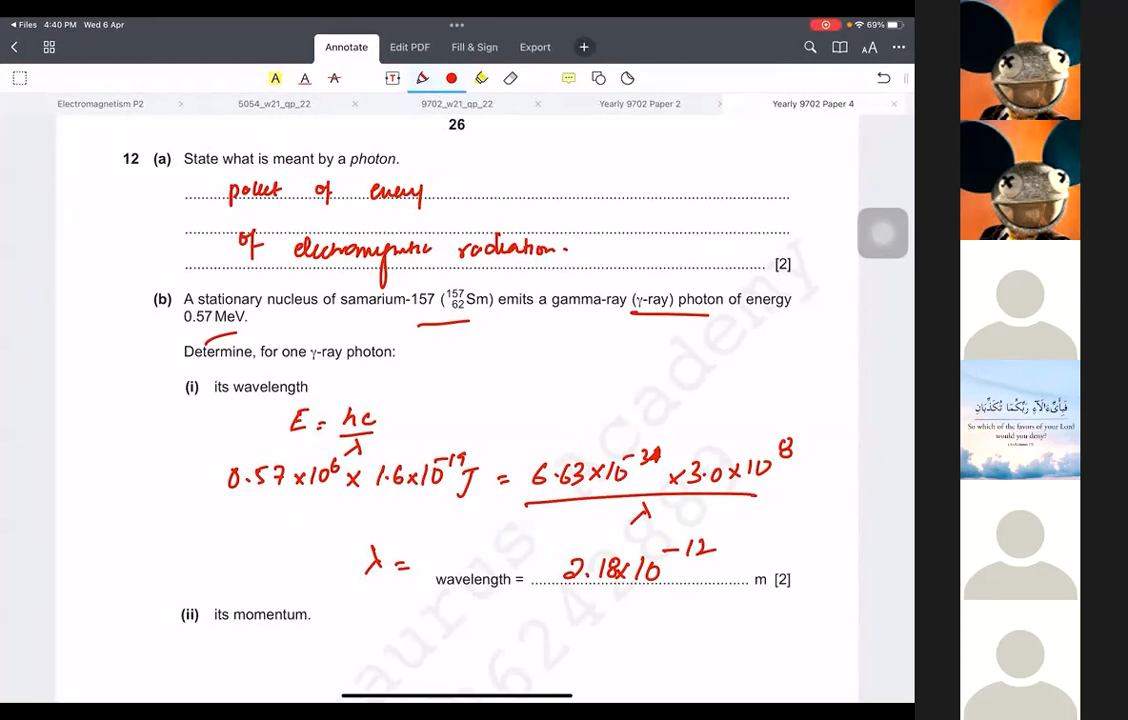 Files 4:40 PM Wed 6 Apr 69%
Annotate Edit PDF Fill & Sign Export
Electromagnetism P2 5054_w21_qp_22 9702_w21_qp_22 Yearly 9702 Paper 2 Yearly 9702 Paper 4
26
12 (a) State what is meant by a photon.
of
of electromagnetic radiation.
[2]
(b) A stationary nucleus of samarium-157 (¹⁵⁷₆₂Sm) emits a gamma-ray (γ-ray) photon of energy
0.57 MeV.
Determine, for one γ-ray photon:
(i) its wavelength
E = hc/λ
0.57 × 10⁶ × 1.6 × 10⁻¹⁹ J = 6.63 × 10⁻³⁴ × 3.0 × 10⁸
λ
λ =
wavelength = 2.18 × 10⁻¹² m [2]
(ii) its momentum.
aurus academy
فَبِأَيِّ آلَاءِ رَبِّكُمَا تُكَذِّبَانِ
So which of the favors of your Lord
would you deny?